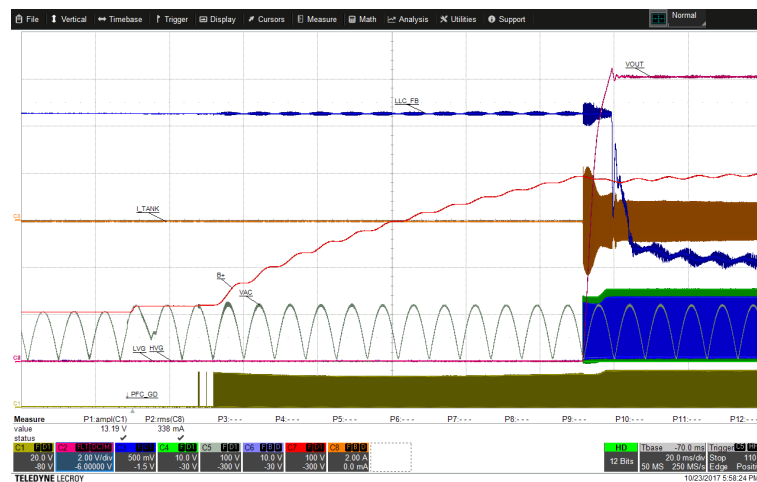 File Vertical Timebase Trigger Display Cursors Measure Math Analysis Utilities Support Normal
VOUT
LLC_FB
I_TANK
C8
B+
VAC
LVG HVG
PFC_GD
C1
Measure P1:ampl(C1) P2:rms(C8) P3:--- P4:--- P5:--- P6:--- P7:--- P8:--- P9:--- P10:--- P11:--- P12:---
value 13.19 V 338 mA
status
C1 C2 C4 C5 C6 C7 C8 HD Tbase -70.0 ms Trigger
20.0 V 2.00 V/div 500 mV 10.0 V 100 V 10.0 V 100 V 2.00 A 12 Bits 20.0 ms/div Stop 110
-80 V -6.00000 V -1.5 V -30 V -300 V -30 V -300 V 0.0 mA 50 MS 250 MS/s Edge Positi
TELEDYNE LECROY 10/23/2017 5:58:24 PM